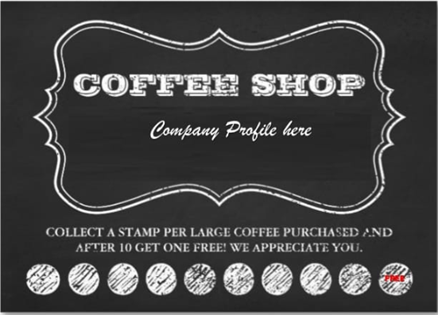 COFFEE SHOP
Company Profile here
COLLECT A STAMP PER LARGE COFFEE PURCHASED AND
AFTER 10 GET ONE FREE! WE APPRECIATE YOU.
FREE